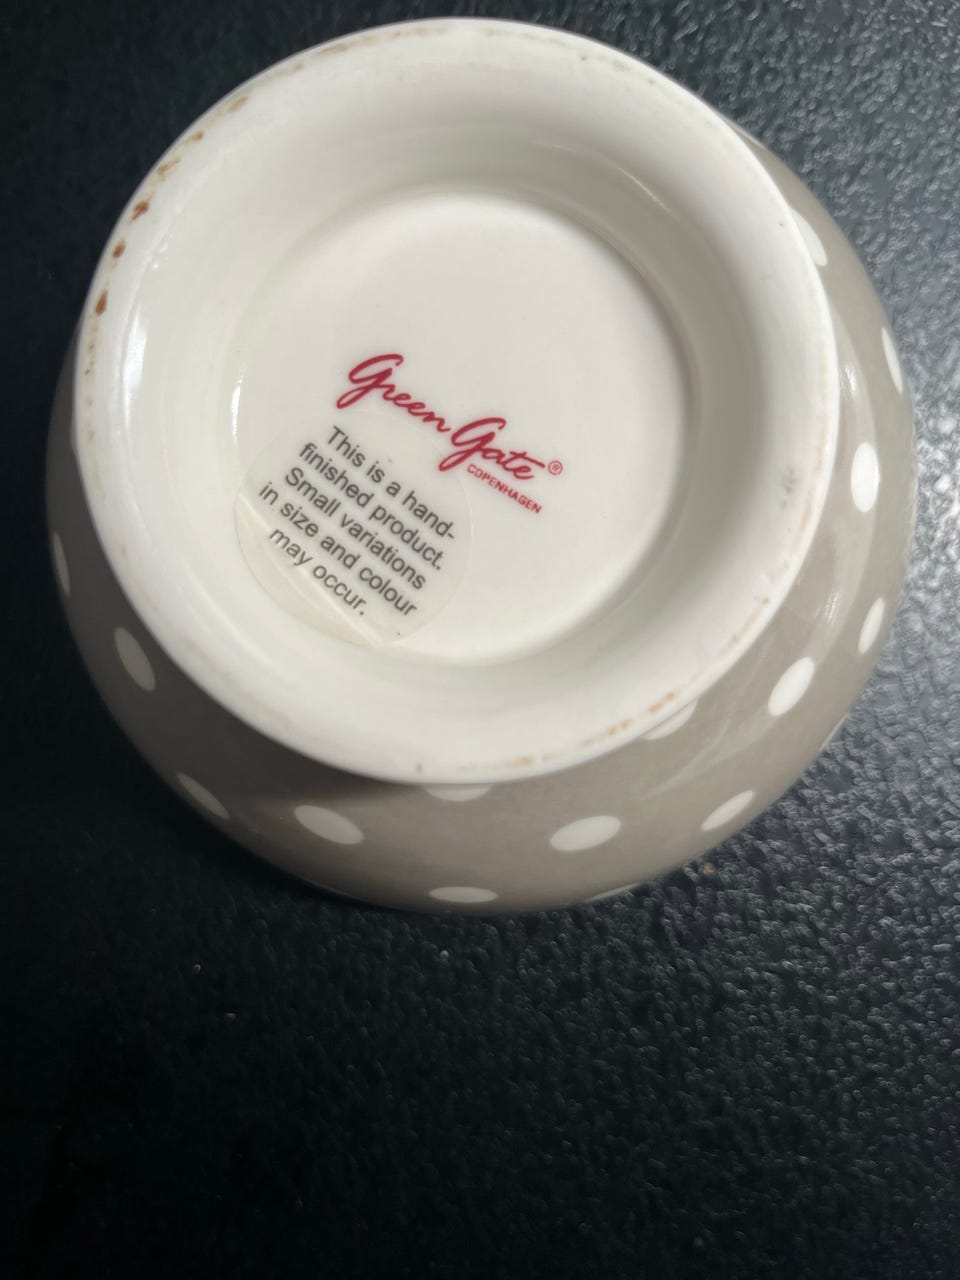 Green Gate®
COPENHAGEN
This is a hand-
finished product.
Small variations
in size and colour
may occur.